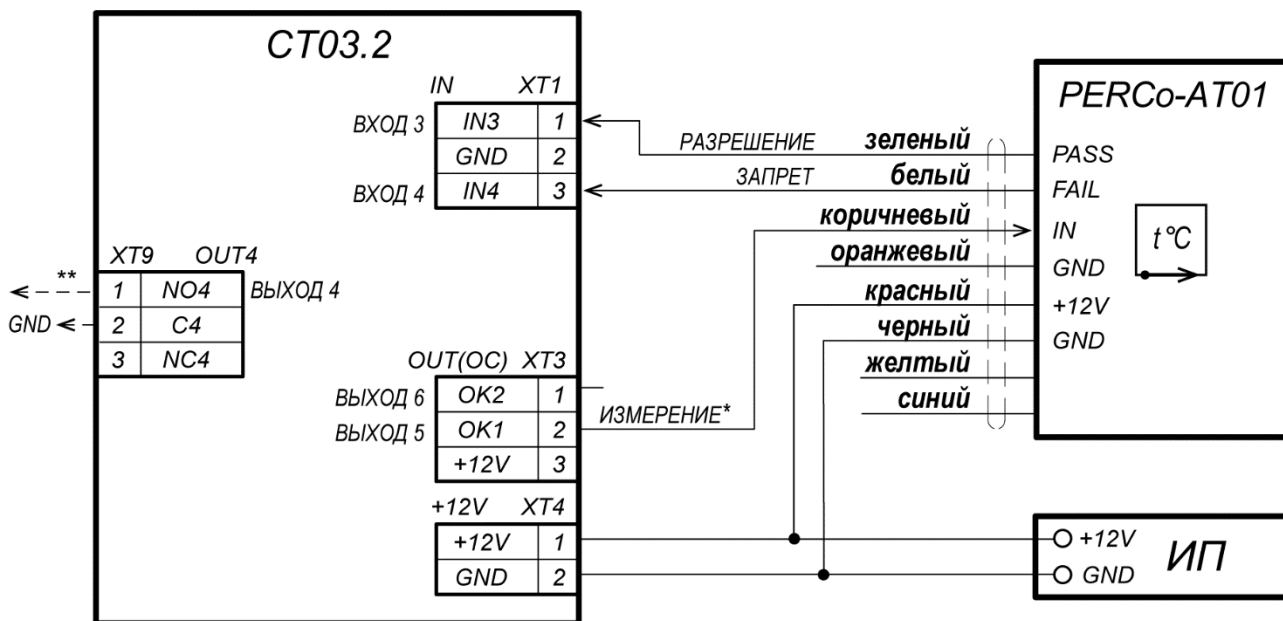 СТ03.2
IN XT1
ВХОД 3 IN3 1
GND 2
ВХОД 4 IN4 3
XT9 OUT4
** 1 NO4 ВЫХОД 4
GND 2 C4
3 NC4
OUT(OC) XT3
ВЫХОД 6 OK2 1
ВЫХОД 5 OK1 2
+12V 3
+12V XT4
+12V 1
GND 2
РАЗРЕШЕНИЕ зеленый
ЗАПРЕТ белый
коричневый
оранжевый
красный
черный
желтый
синий
ИЗМЕРЕНИЕ*
PERCo-AT01
PASS
FAIL
IN
GND
+12V
GND
t°C
+12V
GND
ИП